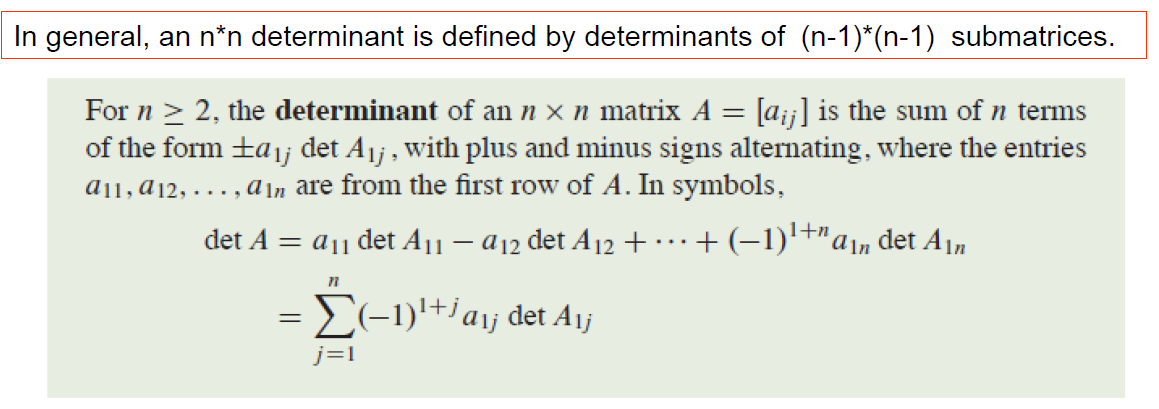 In general, an n*n determinant is defined by determinants of (n-1)*(n-1) submatrices.
For n ≥ 2, the determinant of an n × n matrix A = [aᵢⱼ] is the sum of n terms
of the form ±a₁ⱼ det A₁ⱼ, with plus and minus signs alternating, where the entries
a₁₁, a₁₂, . . . , a₁ₙ are from the first row of A. In symbols,
det A = a₁₁ det A₁₁ − a₁₂ det A₁₂ + ··· + (−1)¹⁺ⁿ a₁ₙ det A₁ₙ
n
= ∑(−1)¹⁺ʲ a₁ⱼ det A₁ⱼ
j=1